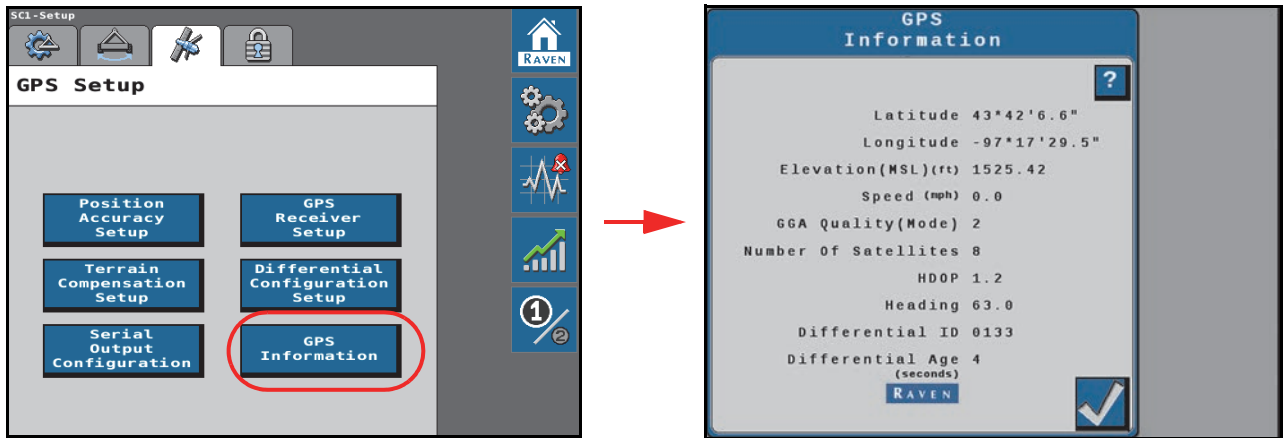 SC1-Setup
GPS Setup
Position
Accuracy
Setup
GPS
Receiver
Setup
Terrain
Compensation
Setup
Differential
Configuration
Setup
Serial
Output
Configuration
GPS
Information
RAVEN
1/2
GPS
Information
?
Latitude 43*42'6.6"
Longitude -97*17'29.5"
Elevation(MSL)(ft) 1525.42
Speed (mph) 0.0
GGA Quality(Mode) 2
Number Of Satellites 8
HDOP 1.2
Heading 63.0
Differential ID 0133
Differential Age 4
(seconds)
RAVEN